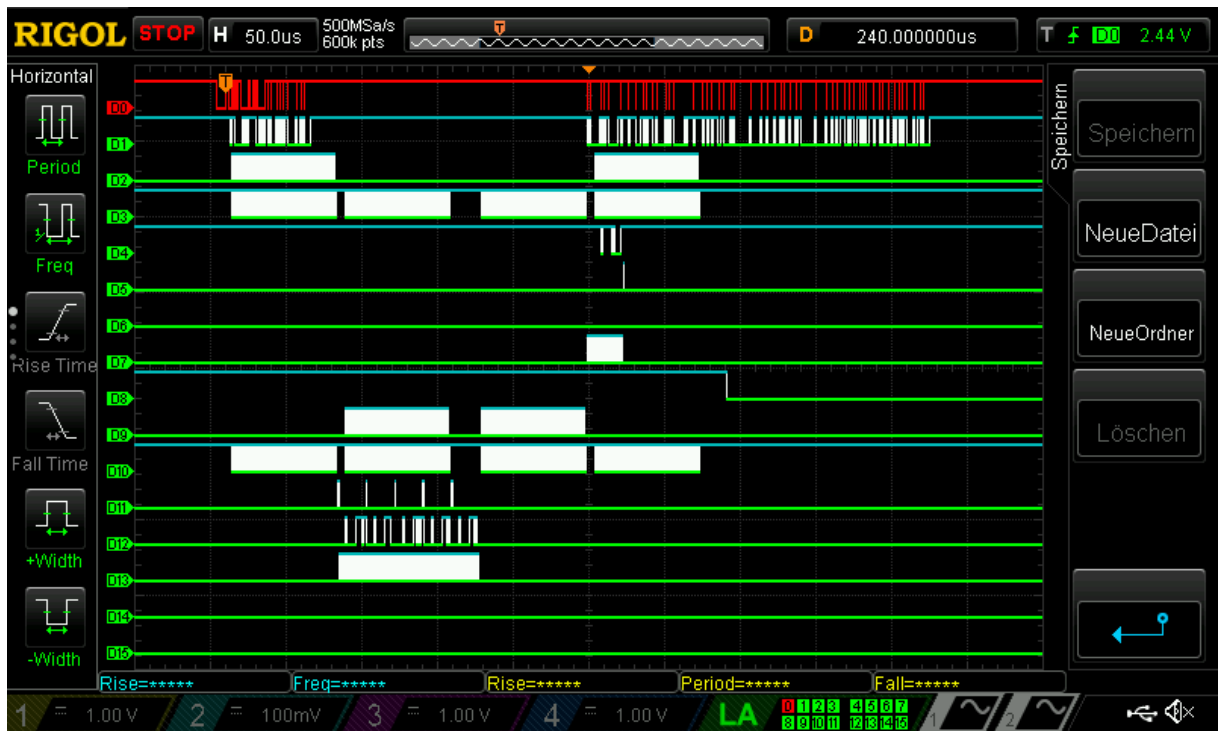 RIGOL STOP H 50.0us 500MSa/s 600k pts T D 240.000000us T D0 2.44 V
Horizontal
Period
Freq
Rise Time
Fall Time
+Width
-Width
T
D0
D1
D2
D3
D4
D5
D6
D7
D8
D9
D10
D11
D12
D13
D14
D15
Speichern
Speichern
NeueDatei
NeueOrdner
Löschen
Rise=***** Freq=***** Rise=***** Period=***** Fall=*****
1 1.00 V 2 100mV 3 1.00 V 4 1.00 V LA 0 1 2 3 4 5 6 7 1 2
8 9 10 11 12 13 14 15